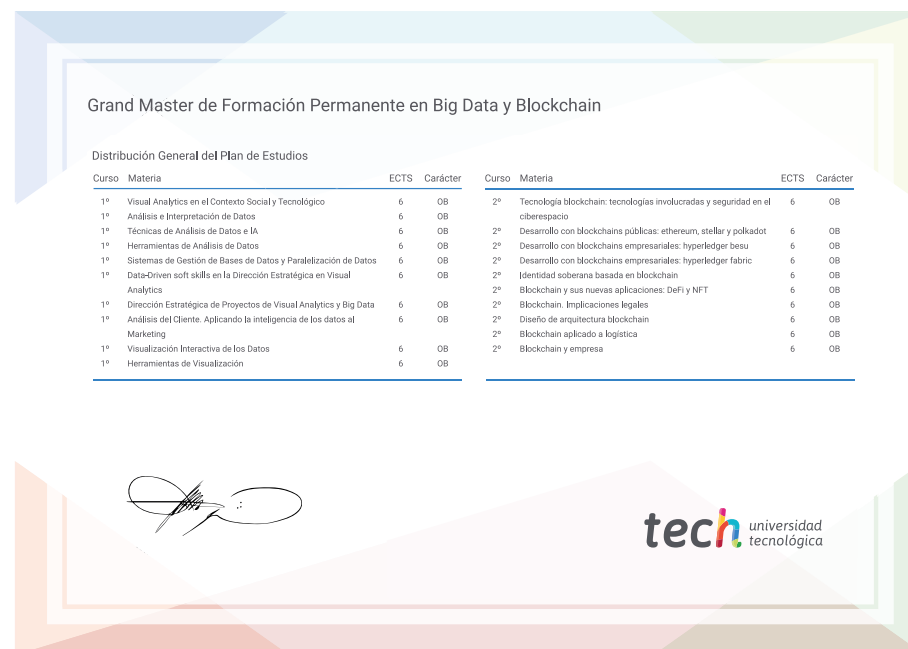 Grand Master de Formación Permanente en Big Data y Blockchain
Distribución General del Plan de Estudios
Curso Materia ECTS Carácter
1º Visual Analytics en el Contexto Social y Tecnológico 6 OB
1º Análisis e Interpretación de Datos 6 OB
1º Técnicas de Análisis de Datos e IA 6 OB
1º Herramientas de Análisis de Datos 6 OB
1º Sistemas de Gestión de Bases de Datos y Paralelización de Datos 6 OB
1º Data-Driven soft skills en la Dirección Estratégica en Visual 6 OB
Analytics
1º Dirección Estratégica de Proyectos de Visual Analytics y Big Data 6 OB
1º Análisis del Cliente. Aplicando la inteligencia de los datos al 6 OB
Marketing
1º Visualización Interactiva de los Datos 6 OB
1º Herramientas de Visualización 6 OB
Curso Materia ECTS Carácter
2º Tecnología blockchain: tecnologías involucradas y seguridad en el 6 OB
ciberespacio
2º Desarrollo con blockchains públicas: ethereum, stellar y polkadot 6 OB
2º Desarrollo con blockchains empresariales: hyperledger besu 6 OB
2º Desarrollo con blockchains empresariales: hyperledger fabric 6 OB
2º Identidad soberana basada en blockchain 6 OB
2º Blockchain y sus nuevas aplicaciones: DeFi y NFT 6 OB
2º Blockchain. Implicaciones legales 6 OB
2º Diseño de arquitectura blockchain 6 OB
2º Blockchain aplicado a logística 6 OB
2º Blockchain y empresa 6 OB
tech universidad
tecnológica